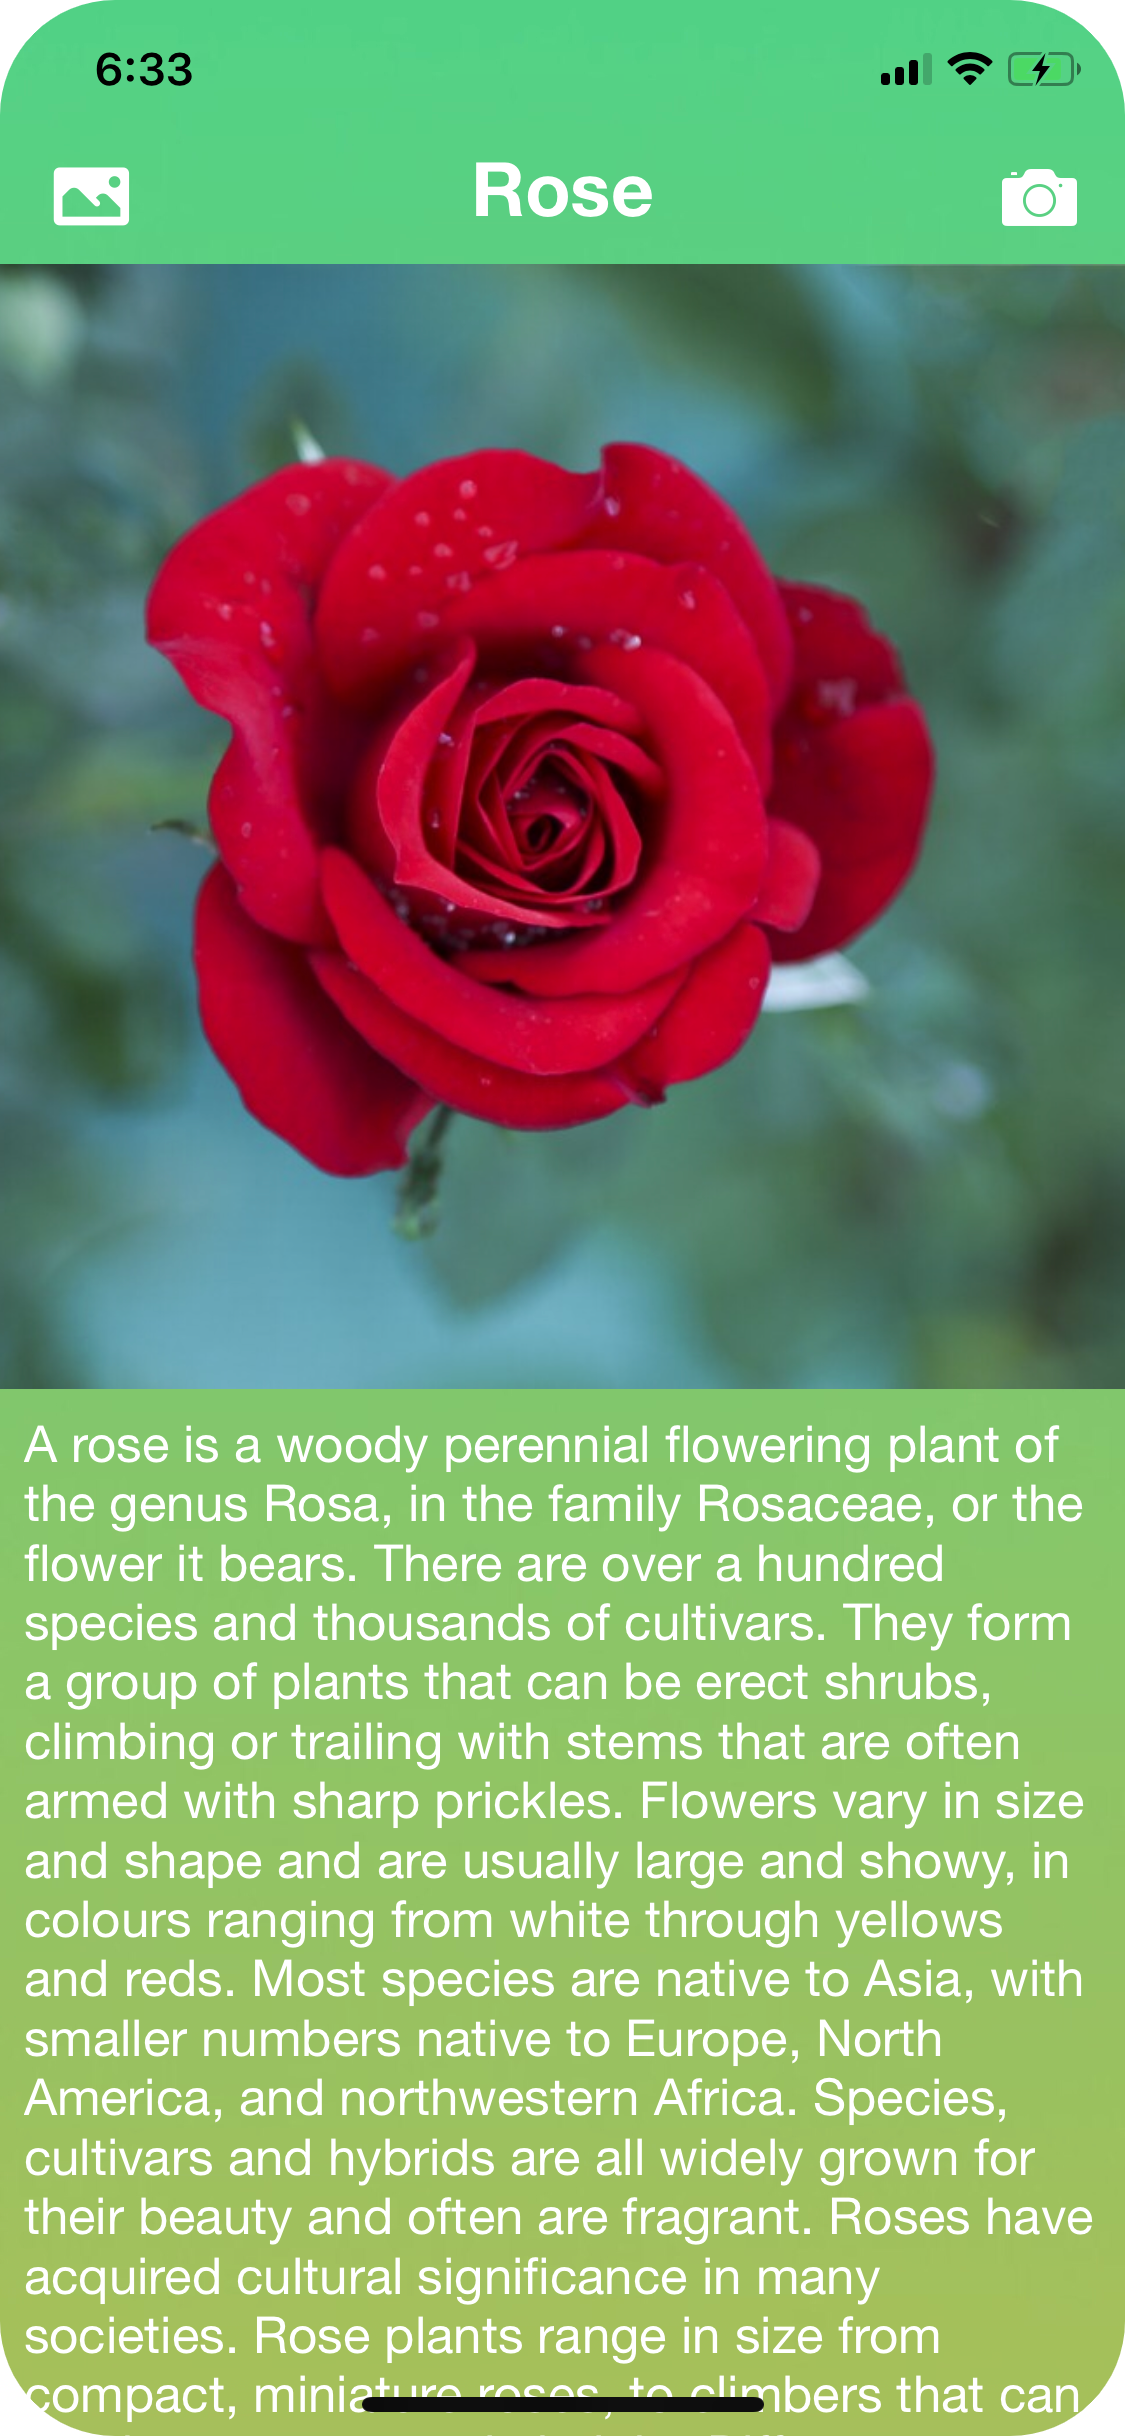 6:33
Rose
A rose is a woody perennial flowering plant of
the genus Rosa, in the family Rosaceae, or the
flower it bears. There are over a hundred
species and thousands of cultivars. They form
a group of plants that can be erect shrubs,
climbing or trailing with stems that are often
armed with sharp prickles. Flowers vary in size
and shape and are usually large and showy, in
colours ranging from white through yellows
and reds. Most species are native to Asia, with
smaller numbers native to Europe, North
America, and northwestern Africa. Species,
cultivars and hybrids are all widely grown for
their beauty and often are fragrant. Roses have
acquired cultural significance in many
societies. Rose plants range in size from
compact, miniature roses, to climbers that can